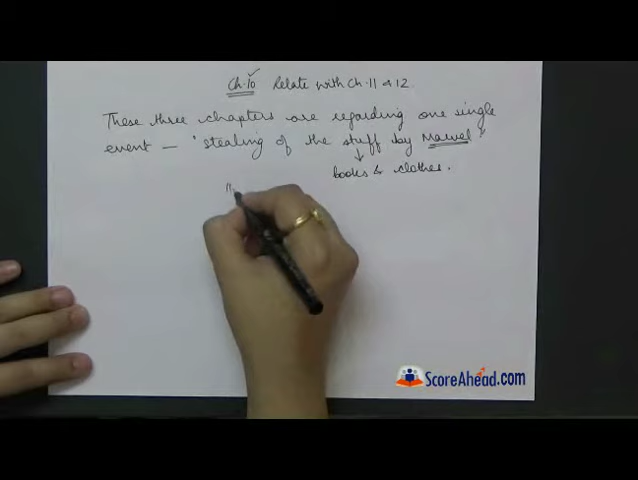 Ch.10 Relate with Ch.11 & 12.
These three chapters are regarding one single
event — 'stealing of the stuff by Marvel'
books & clothes.
ScoreAhead.com